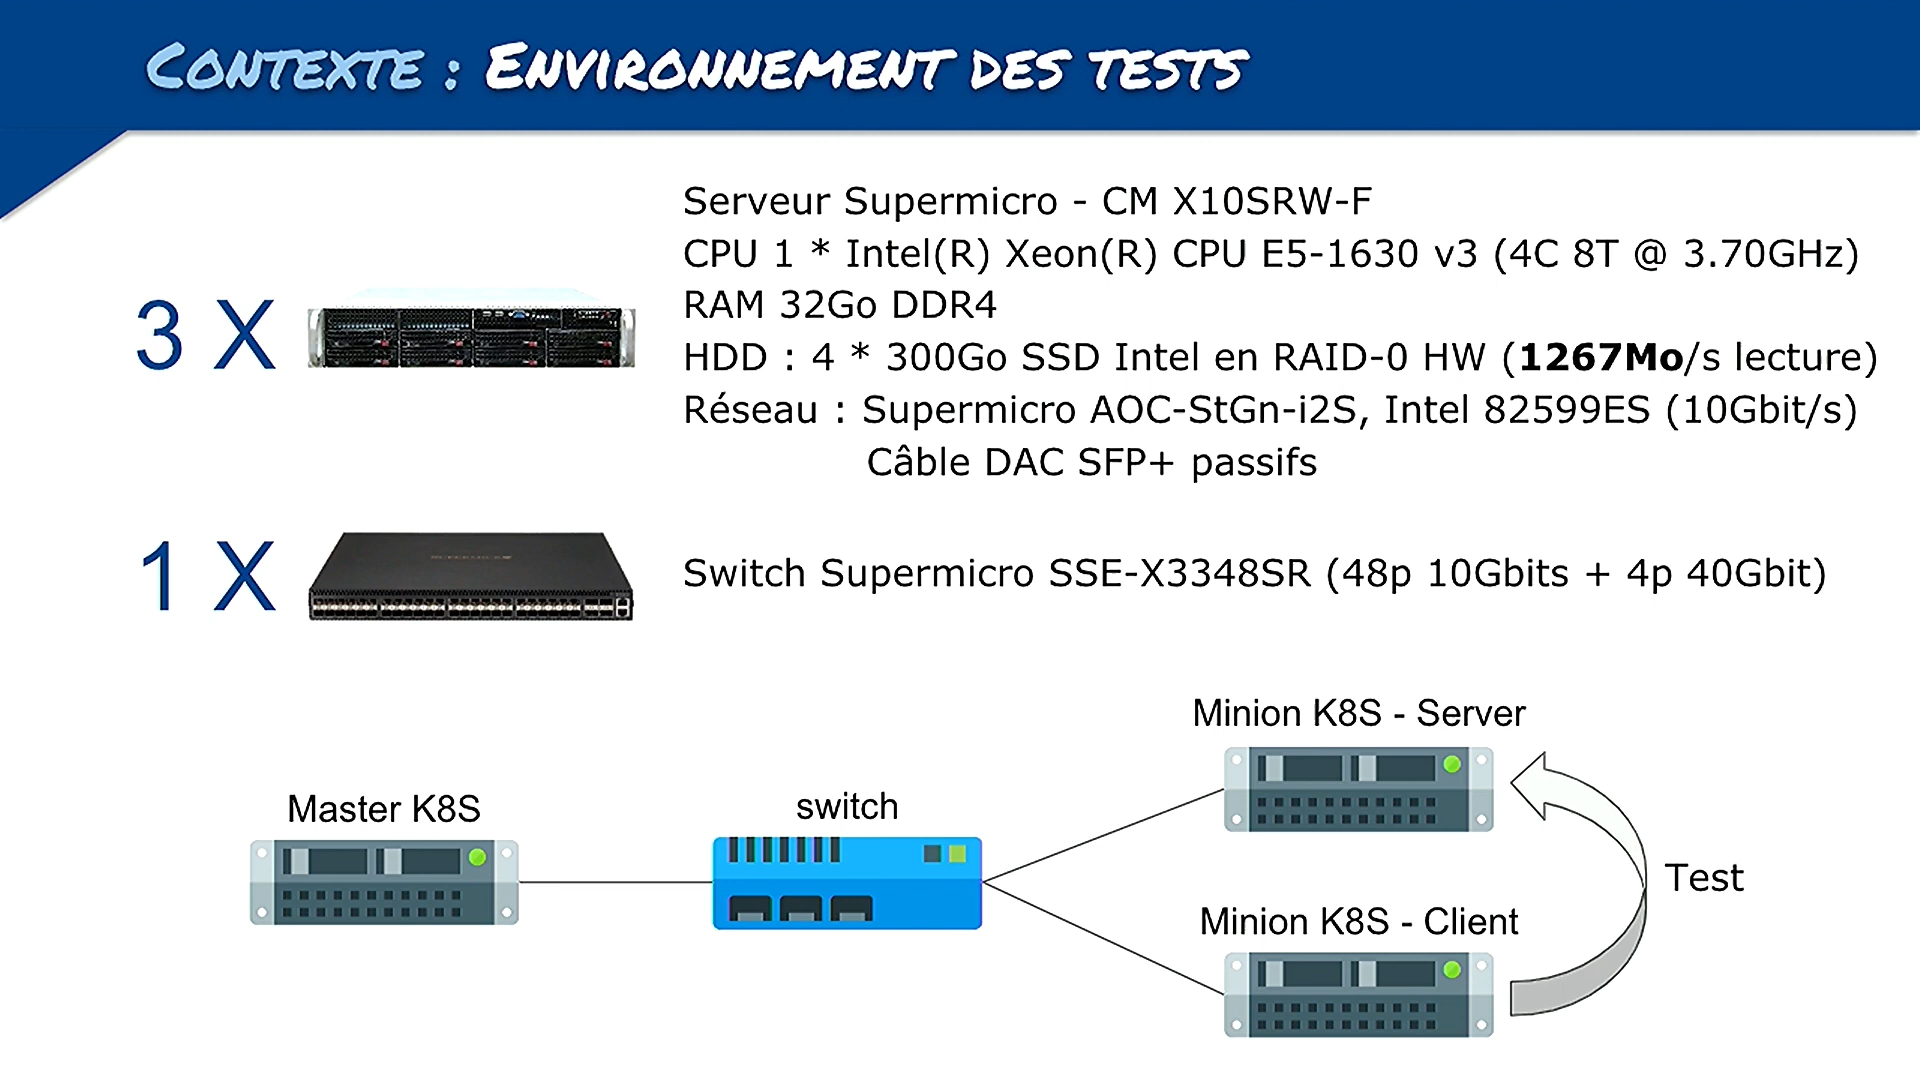 Contexte : Environnement des tests
3 X
Serveur Supermicro - CM X10SRW-F
CPU 1 * Intel(R) Xeon(R) CPU E5-1630 v3 (4C 8T @ 3.70GHz)
RAM 32Go DDR4
HDD : 4 * 300Go SSD Intel en RAID-0 HW (1267Mo/s lecture)
Réseau : Supermicro AOC-StGn-i2S, Intel 82599ES (10Gbit/s)
Câble DAC SFP+ passifs
1 X
Switch Supermicro SSE-X3348SR (48p 10Gbits + 4p 40Gbit)
Minion K8S - Server
Master K8S
switch
Test
Minion K8S - Client